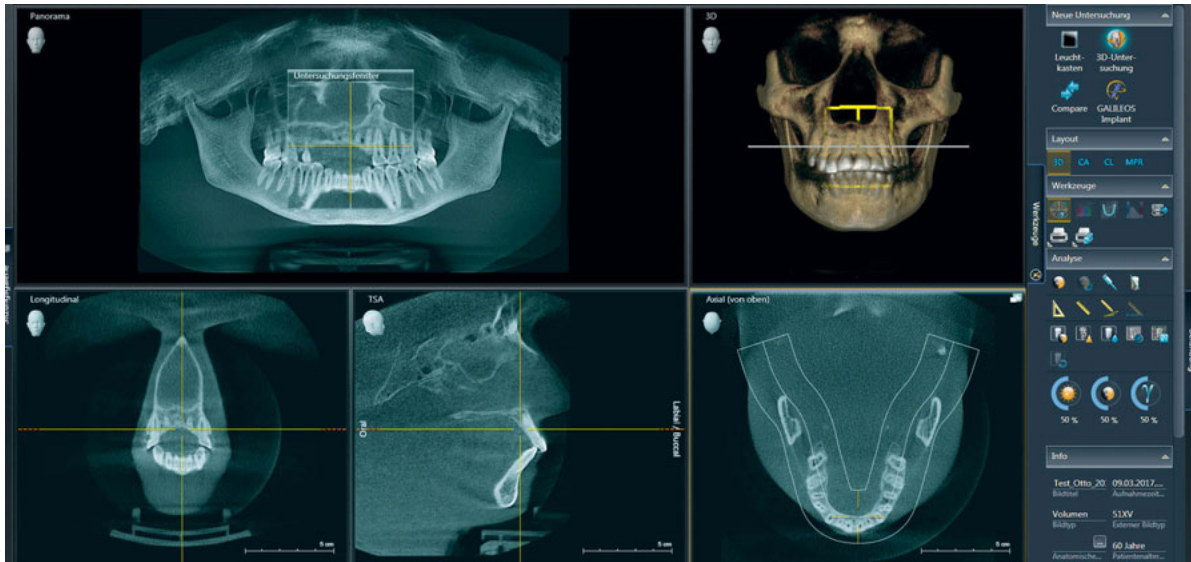 Panorama
Untersuchungsfenster
3D
Longitudinal
5 cm
TSA
Oral
Labial / Buccal
5 cm
Axial (von oben)
5 cm
Werkzeuge
Neue Untersuchung
Leucht-
kasten
3D-Unter-
suchung
Compare
GALILEOS
Implant
Layout
3D CA CL MPR
Werkzeuge
Analyse
50 % 50 % 50 %
Info
Test_Otto_20: 09.03.2017,...
Bildtitel Aufnahmezeit...
Volumen S1XV
Bildtyp Externer Bildtyp
60 Jahre
Anatomische... Patientenalter...